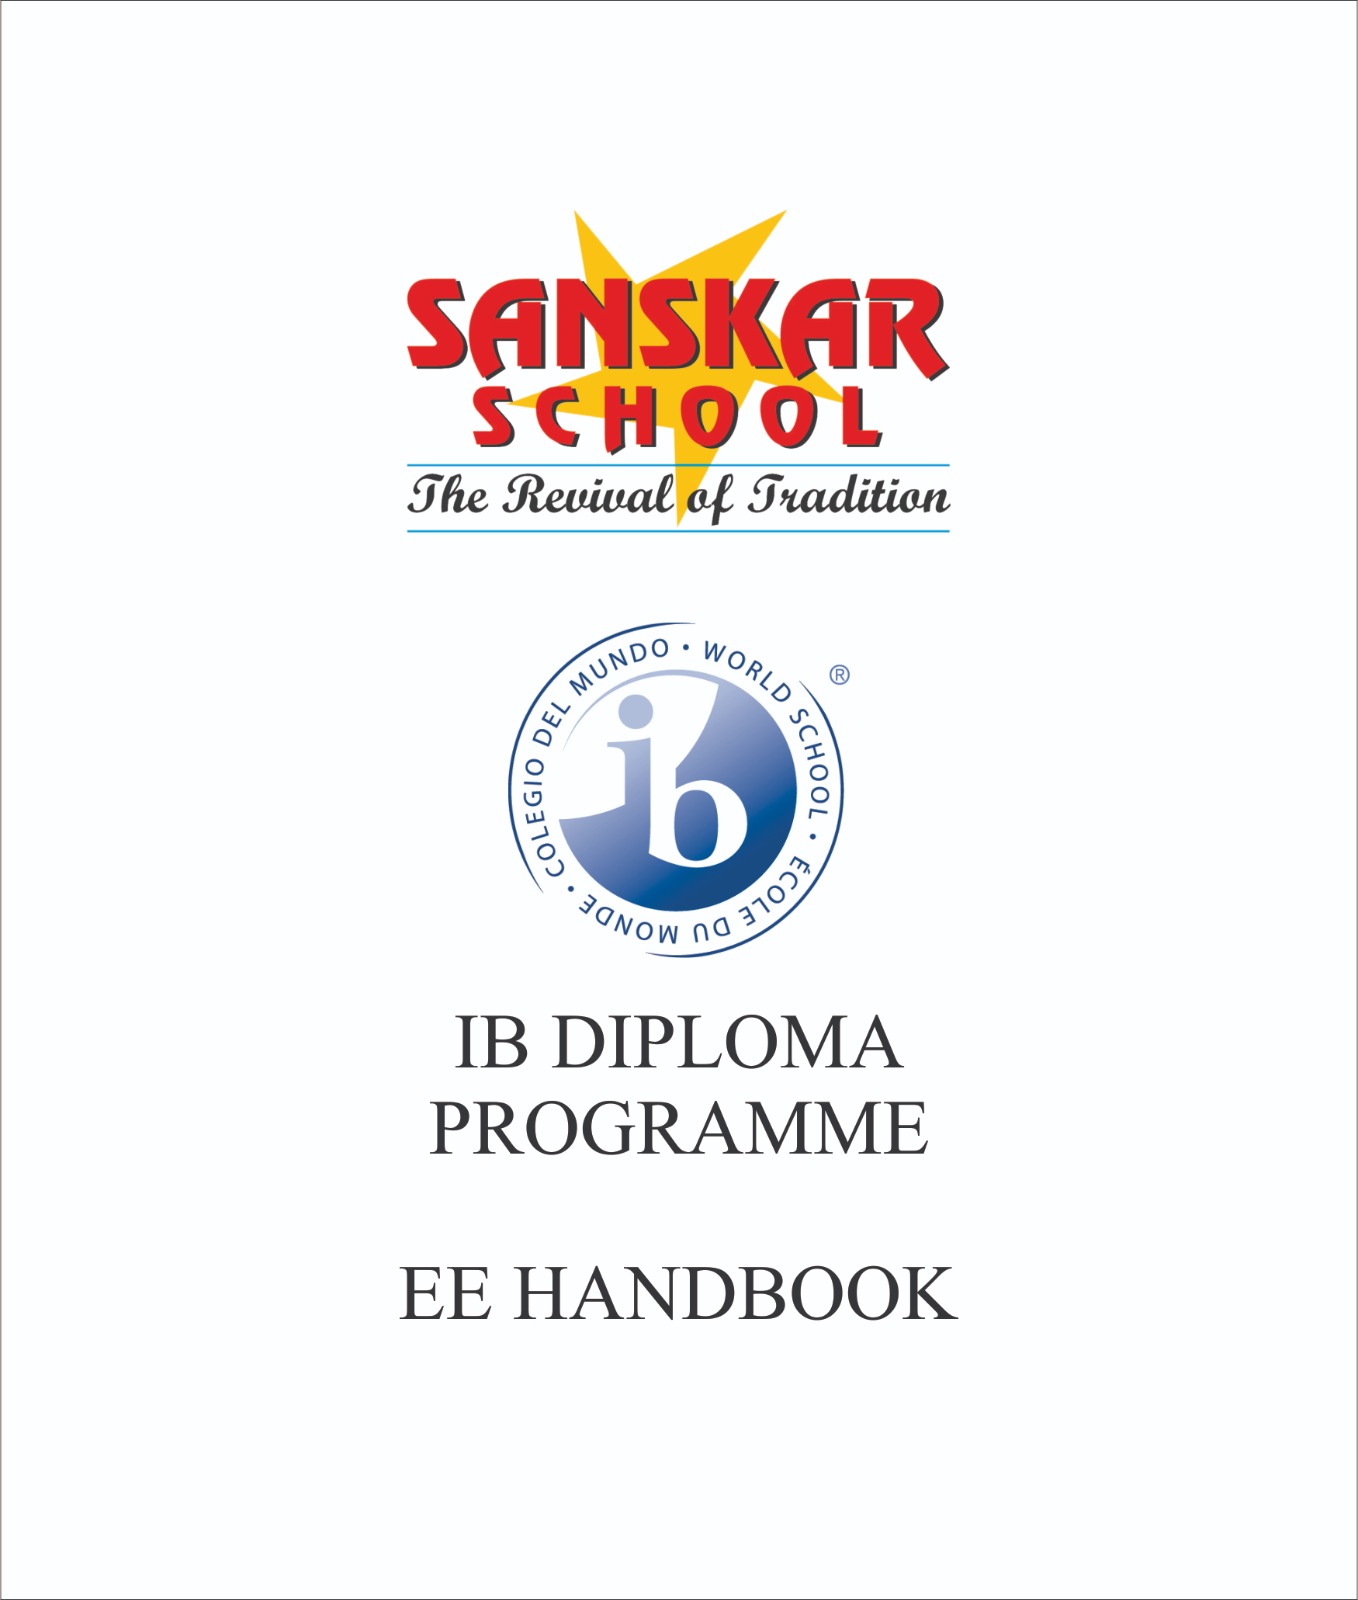 SANSKAR
SCHOOL
The Revival of Tradition
COLEGIO DEL MUNDO · WORLD SCHOOL · ÉCOLE DU MONDE ·
®
ib
IB DIPLOMA
PROGRAMME
EE HANDBOOK